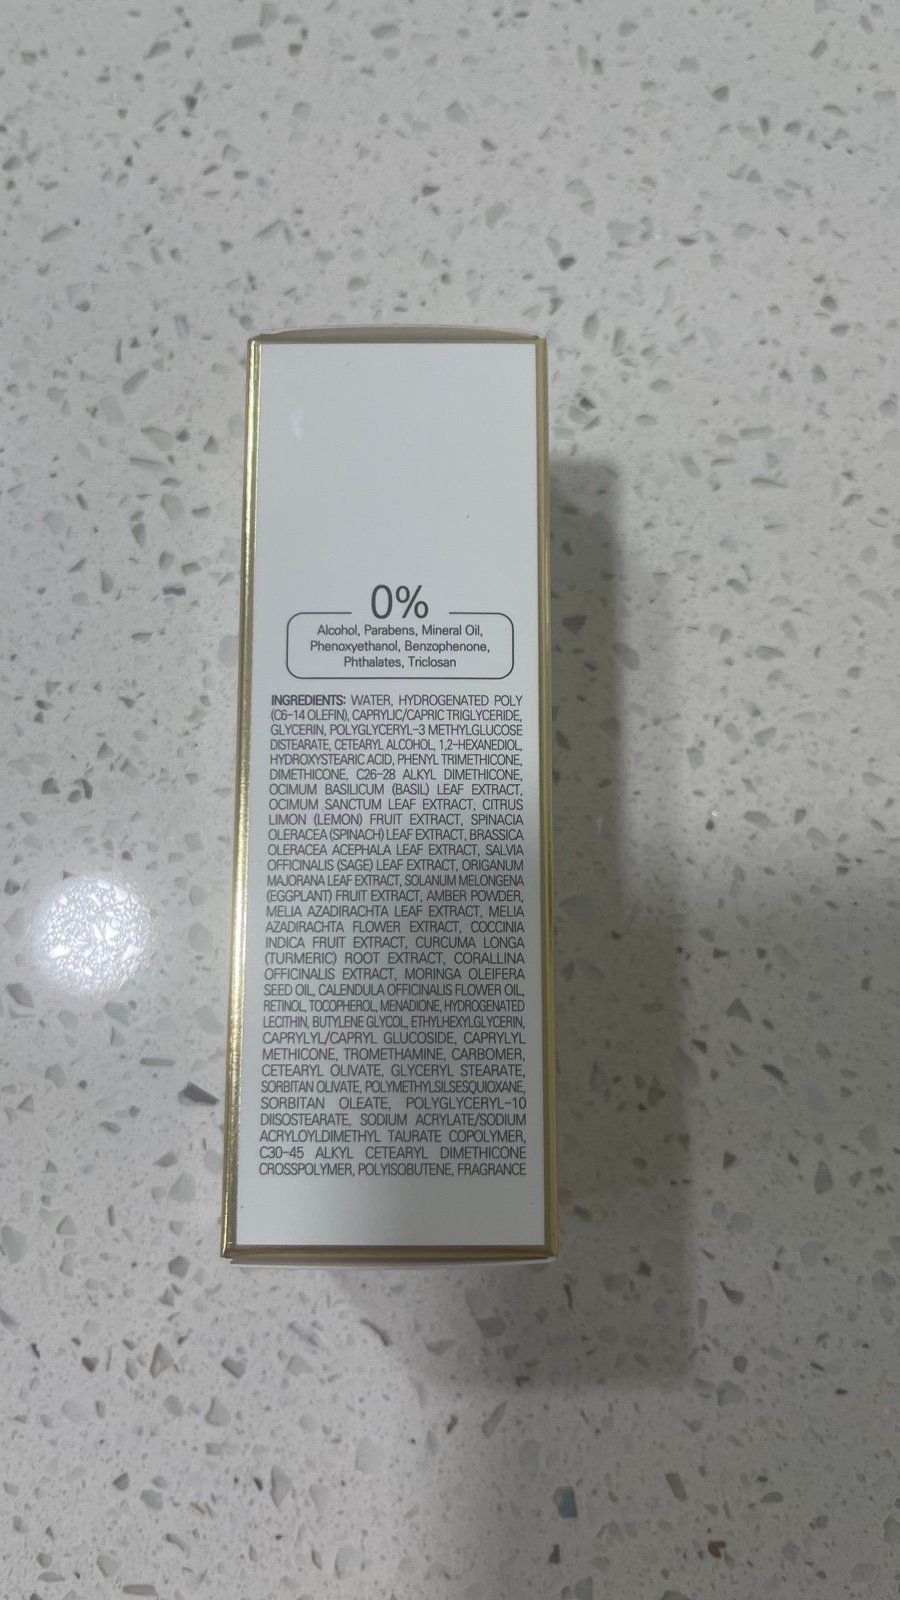 0%
Alcohol, Parabens, Mineral Oil,
Phenoxyethanol, Benzophenone,
Phthalates, Triclosan
INGREDIENTS: WATER, HYDROGENATED POLY
(C6-14 OLEFIN), CAPRYLIC/CAPRIC TRIGLYCERIDE,
GLYCERIN, POLYGLYCERYL-3 METHYLGLUCOSE
DISTEARATE, CETEARYL ALCOHOL, 1,2-HEXANEDIOL,
HYDROXYSTEARIC ACID, PHENYL TRIMETHICONE,
DIMETHICONE, C26-28 ALKYL DIMETHICONE,
OCIMUM BASILICUM (BASIL) LEAF EXTRACT,
OCIMUM SANCTUM LEAF EXTRACT, CITRUS
LIMON (LEMON) FRUIT EXTRACT, SPINACIA
OLERACEA (SPINACH) LEAF EXTRACT, BRASSICA
OLERACEA ACEPHALA LEAF EXTRACT, SALVIA
OFFICINALIS (SAGE) LEAF EXTRACT, ORIGANUM
MAJORANA LEAF EXTRACT, SOLANUM MELONGENA
(EGGPLANT) FRUIT EXTRACT, AMBER POWDER,
MELIA AZADIRACHTA LEAF EXTRACT, MELIA
AZADIRACHTA FLOWER EXTRACT, COCCINIA
INDICA FRUIT EXTRACT, CURCUMA LONGA
(TURMERIC) ROOT EXTRACT, CORALLINA
OFFICINALIS EXTRACT, MORINGA OLEIFERA
SEED OIL, CALENDULA OFFICINALIS FLOWER OIL,
RETINOL, TOCOPHEROL, MENADIONE, HYDROGENATED
LECITHIN, BUTYLENE GLYCOL, ETHYLHEXYLGLYCERIN,
CAPRYLYL/CAPRYL GLUCOSIDE, CAPRYLYL
METHICONE, TROMETHAMINE, CARBOMER,
CETEARYL OLIVATE, GLYCERYL STEARATE,
SORBITAN OLIVATE, POLYMETHYLSILSESQUIOXANE,
SORBITAN OLEATE, POLYGLYCERYL-10
DIISOSTEARATE, SODIUM ACRYLATE/SODIUM
ACRYLOYLDIMETHYL TAURATE COPOLYMER,
C30-45 ALKYL CETEARYL DIMETHICONE
CROSSPOLYMER, POLYISOBUTENE, FRAGRANCE